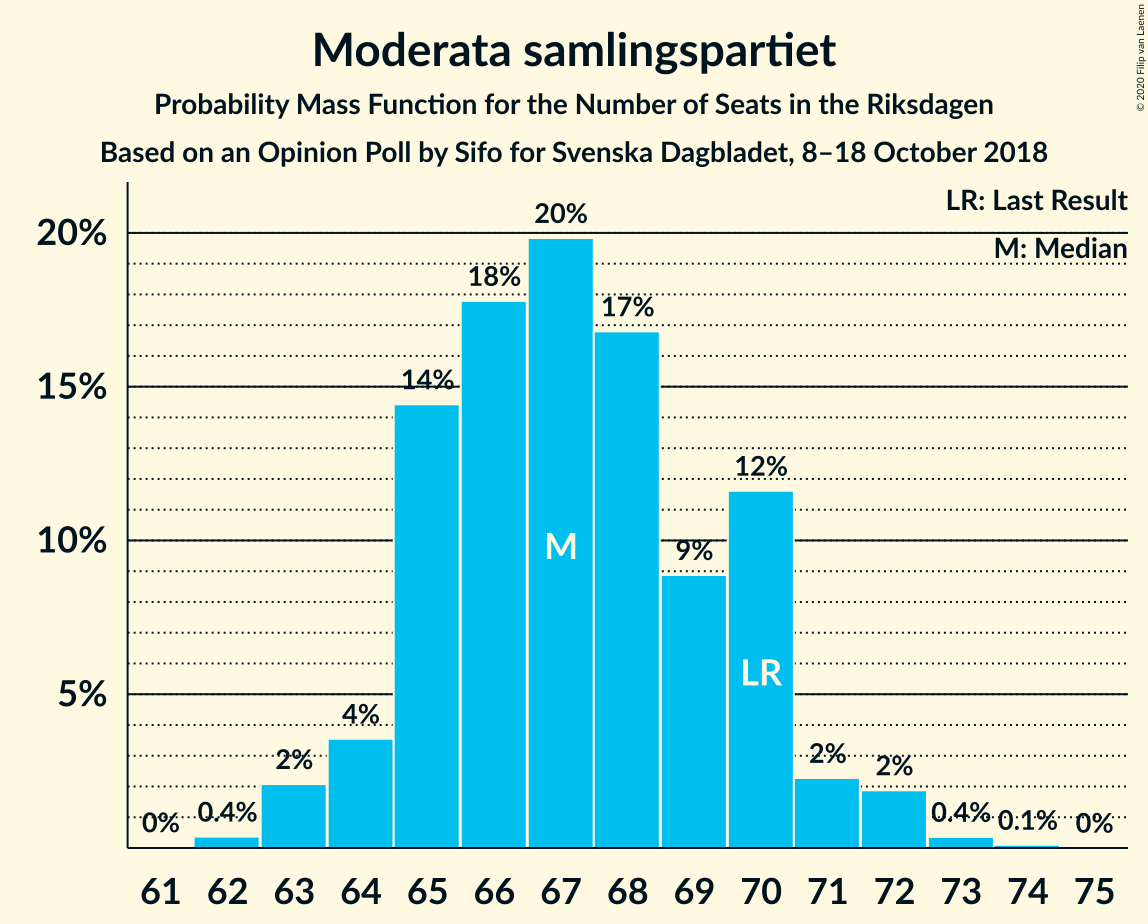 Moderata samlingspartiet
Probability Mass Function for the Number of Seats in the Riksdagen
Based on an Opinion Poll by Sifo for Svenska Dagbladet, 8–18 October 2018
© 2020 Filip van Laenen
LR: Last Result
M: Median
20%
15%
10%
5%
0%
0.4%
2%
4%
14%
18%
20%
17%
9%
12%
2%
2%
0.4%
0.1%
0%
M
LR
61 62 63 64 65 66 67 68 69 70 71 72 73 74 75